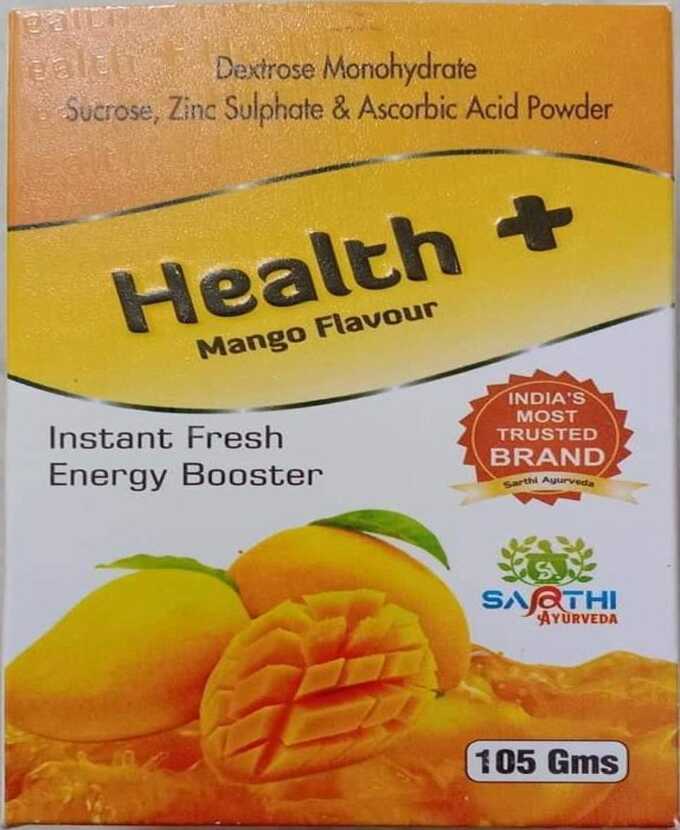 Dextrose Monohydrate
Sucrose, Zinc Sulphate & Ascorbic Acid Powder
Health +
Mango Flavour
Instant Fresh
Energy Booster
INDIA'S
MOST
TRUSTED
BRAND
Sarthi Ayurveda
SARTHI
AYURVEDA
105 Gms